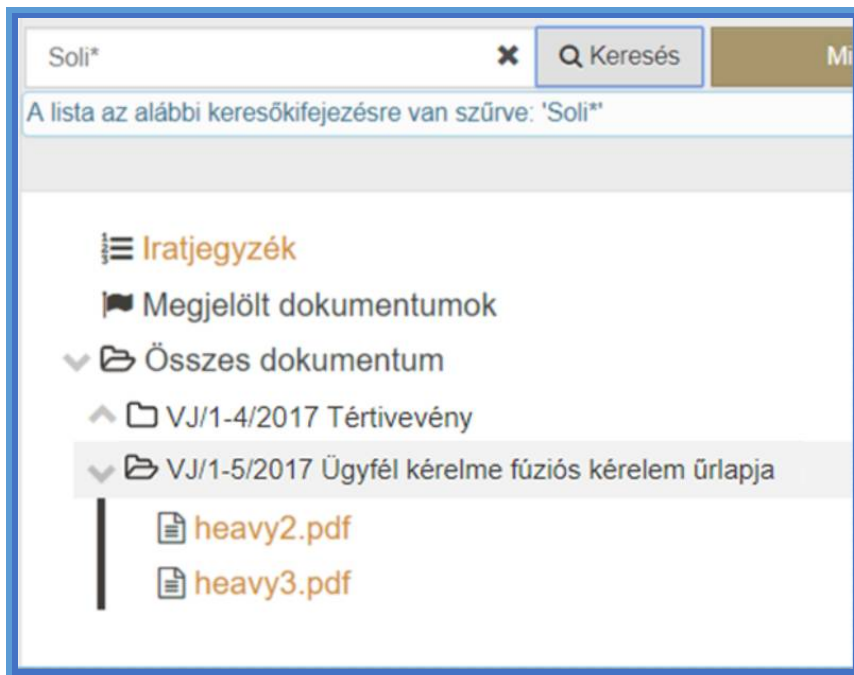 Soli* Keresés Mi
A lista az alábbi keresőkifejezésre van szűrve: 'Soli*'
Iratjegyzék
Megjelölt dokumentumok
Összes dokumentum
VJ/1-4/2017 Tértivevény
VJ/1-5/2017 Ügyfél kérelme fúziós kérelem űrlapja
heavy2.pdf
heavy3.pdf